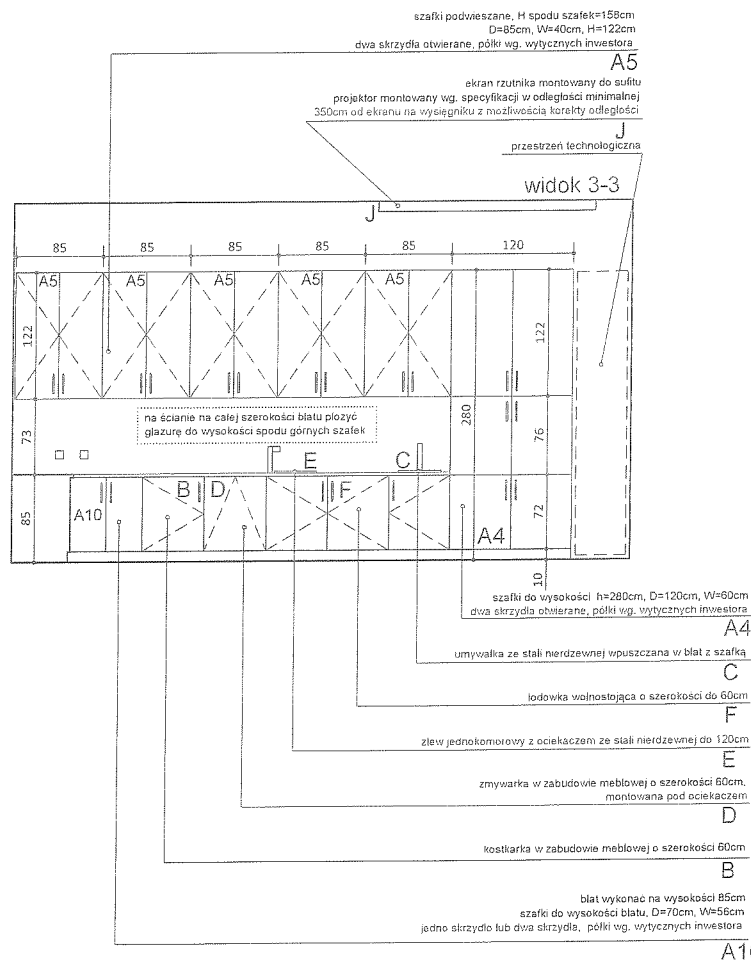 szafki podwieszane, H spodu szafek=158cm
D=85cm, W=40cm, H=122cm
dwa skrzydła otwierane, półki wg. wytycznych inwestora
A5
ekran rzutnika montowany do sufitu
projektor montowany wg. specyfikacji w odległości minimalnej
350cm od ekranu na wysięgniku z możliwością korekty odległości
J
przestrzeń technologiczna
widok 3-3
J
85 85 85 85 85 120
A5 A5 A5 A5 A5
122 122
na ścianie na całej szerokości blatu plozyć
glazurę do wysokości spodu górnych szafek
73 280 76
E C
85 A10 B D F A4 72
10
szafki do wysokości h=280cm, D=120cm, W=60cm
dwa skrzydła otwierane, półki wg. wytycznych inwestora
A4
umywalka ze stali nierdzewnej wpuszczana w blat z szafką
C
lodówka wolnostojąca o szerokości do 60cm
F
zlew jednokomorowy z ociekaczem ze stali nierdzewnej do 120cm
E
zmywarka w zabudowie meblowej o szerokości 60cm,
montowana pod ociekaczem
D
kostkarka w zabudowie meblowej o szerokości 60cm
B
blat wykonać na wysokości 85cm
szafki do wysokości blatu, D=70cm, W=56cm
jedno skrzydło lub dwa skrzydła, półki wg. wytycznych inwestora
A1